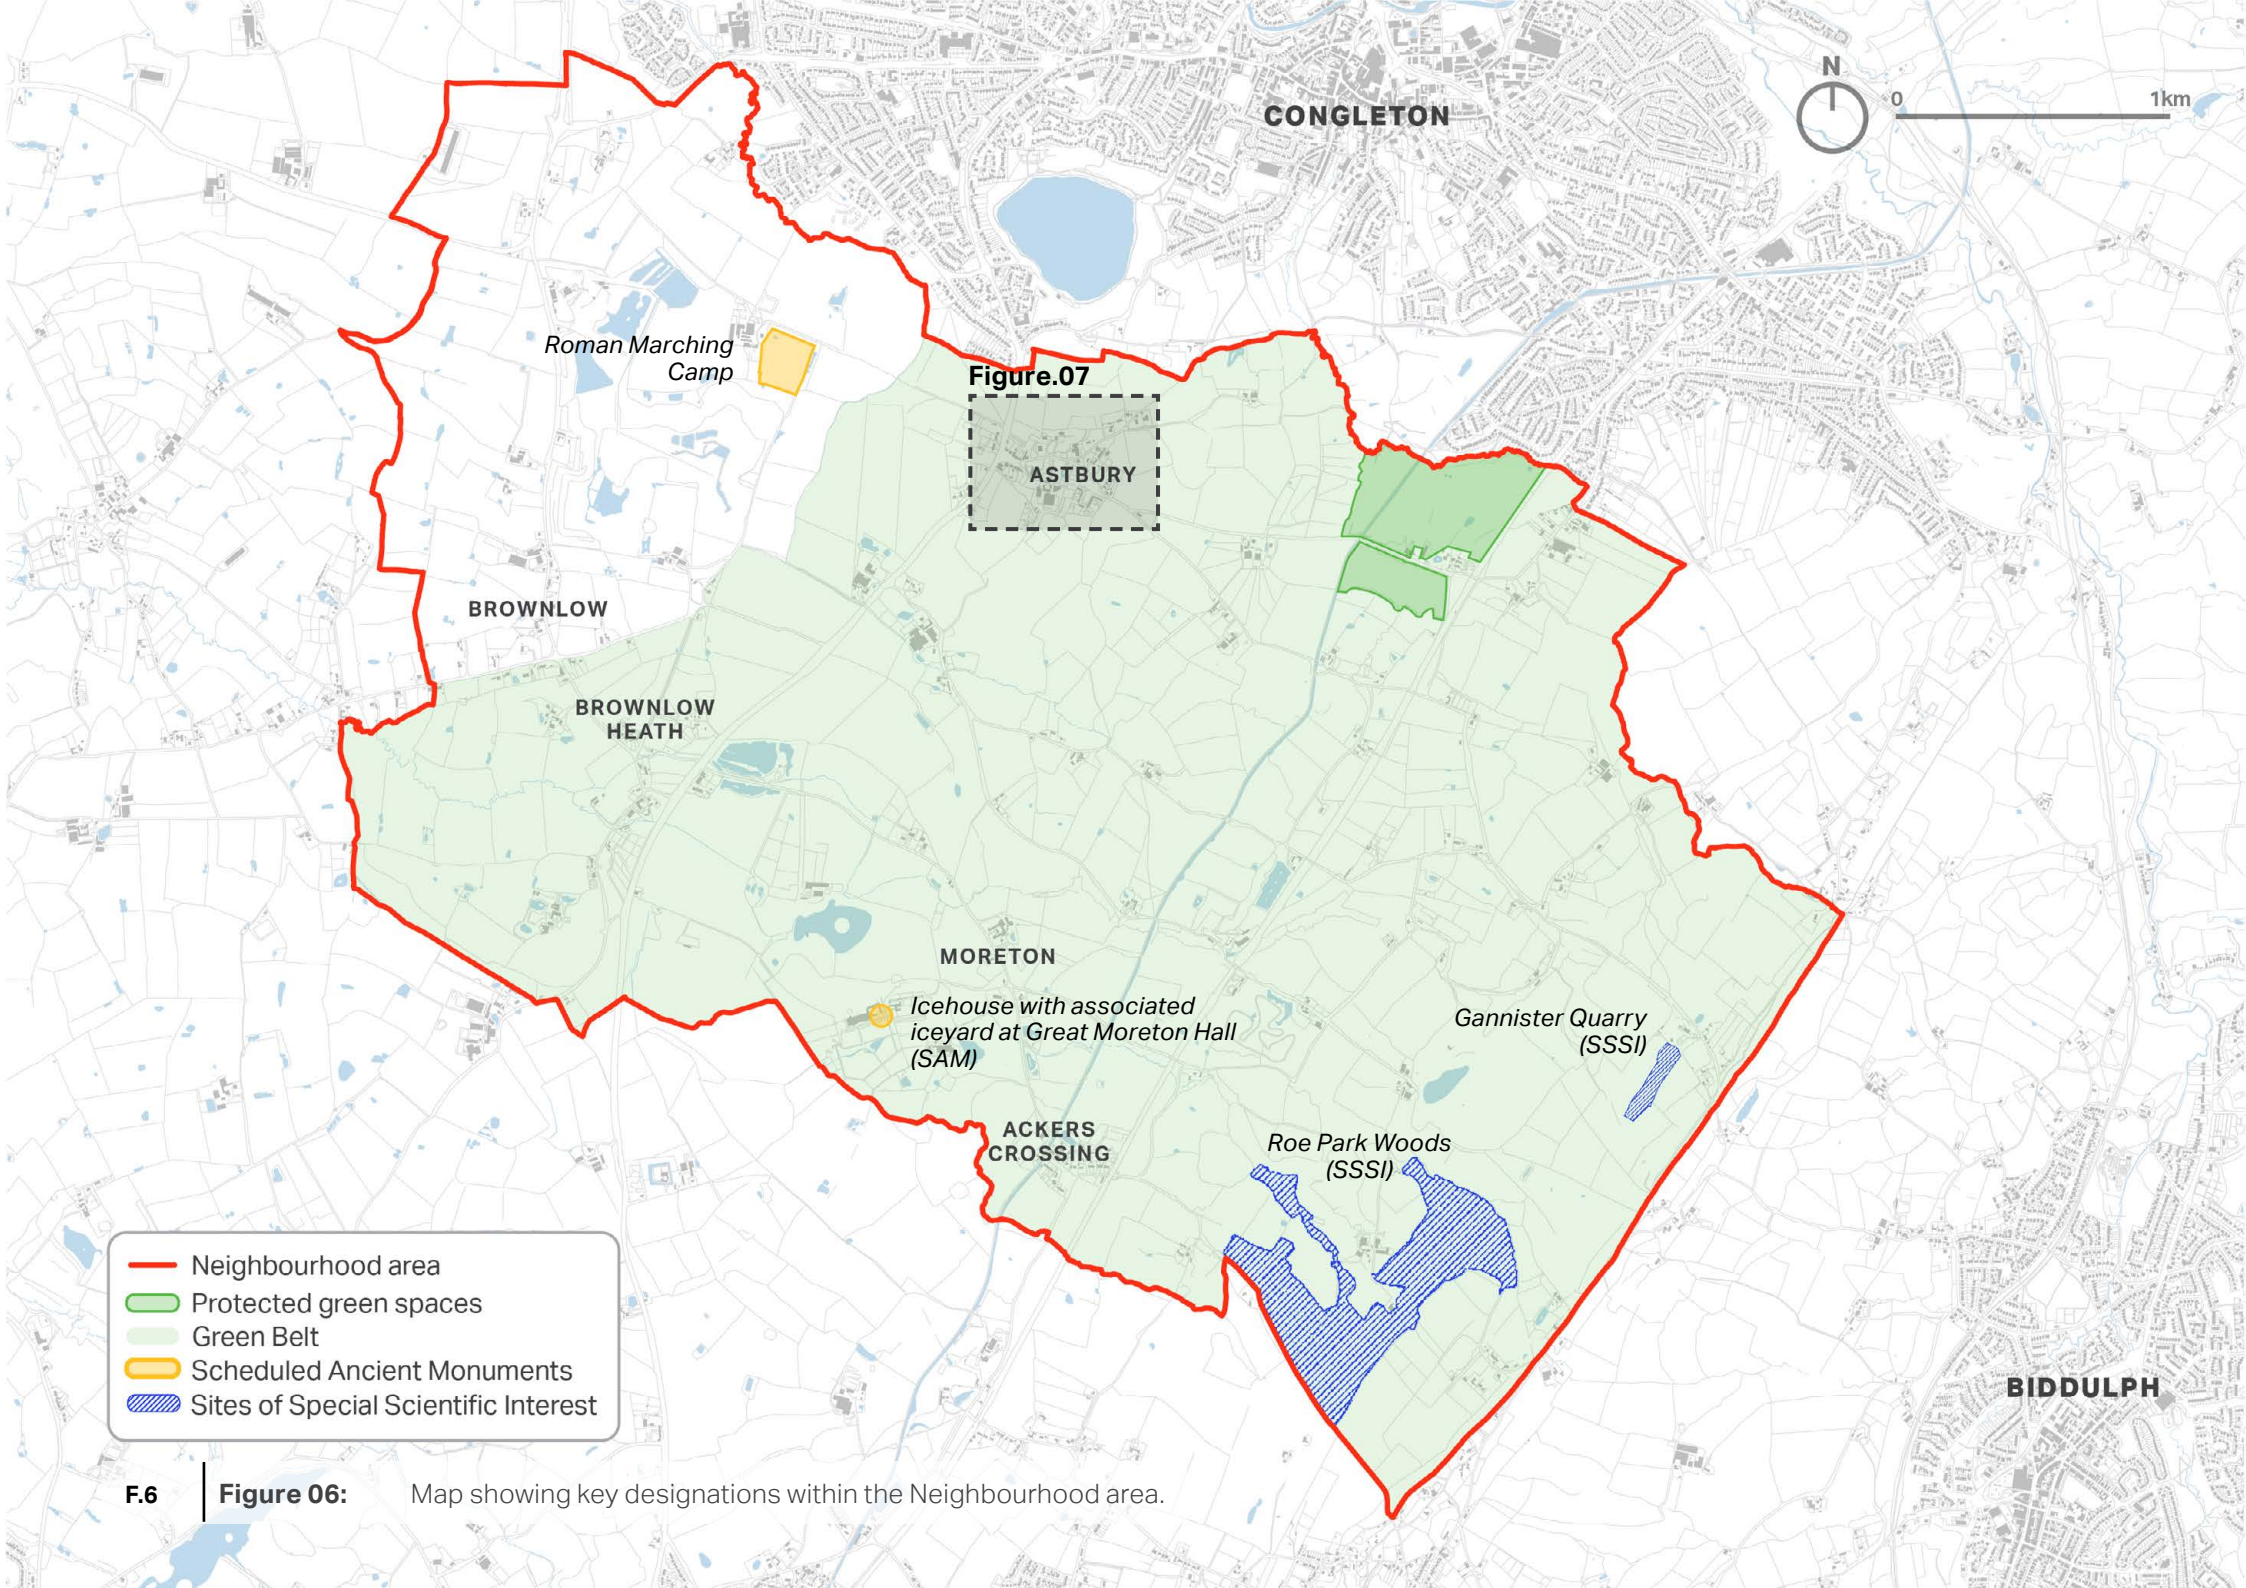 CONGLETON
N
0
1km
Roman Marching
Camp
Figure.07
ASTBURY
BROWNLOW
BROWNLOW
HEATH
MORETON
Icehouse with associated
iceyard at Great Moreton Hall
(SAM)
Gannister Quarry
(SSSI)
ACKERS
CROSSING
Roe Park Woods
(SSSI)
Neighbourhood area
Protected green spaces
Green Belt
Scheduled Ancient Monuments
Sites of Special Scientific Interest
BIDDULPH
F.6
Figure 06:
Map showing key designations within the Neighbourhood area.